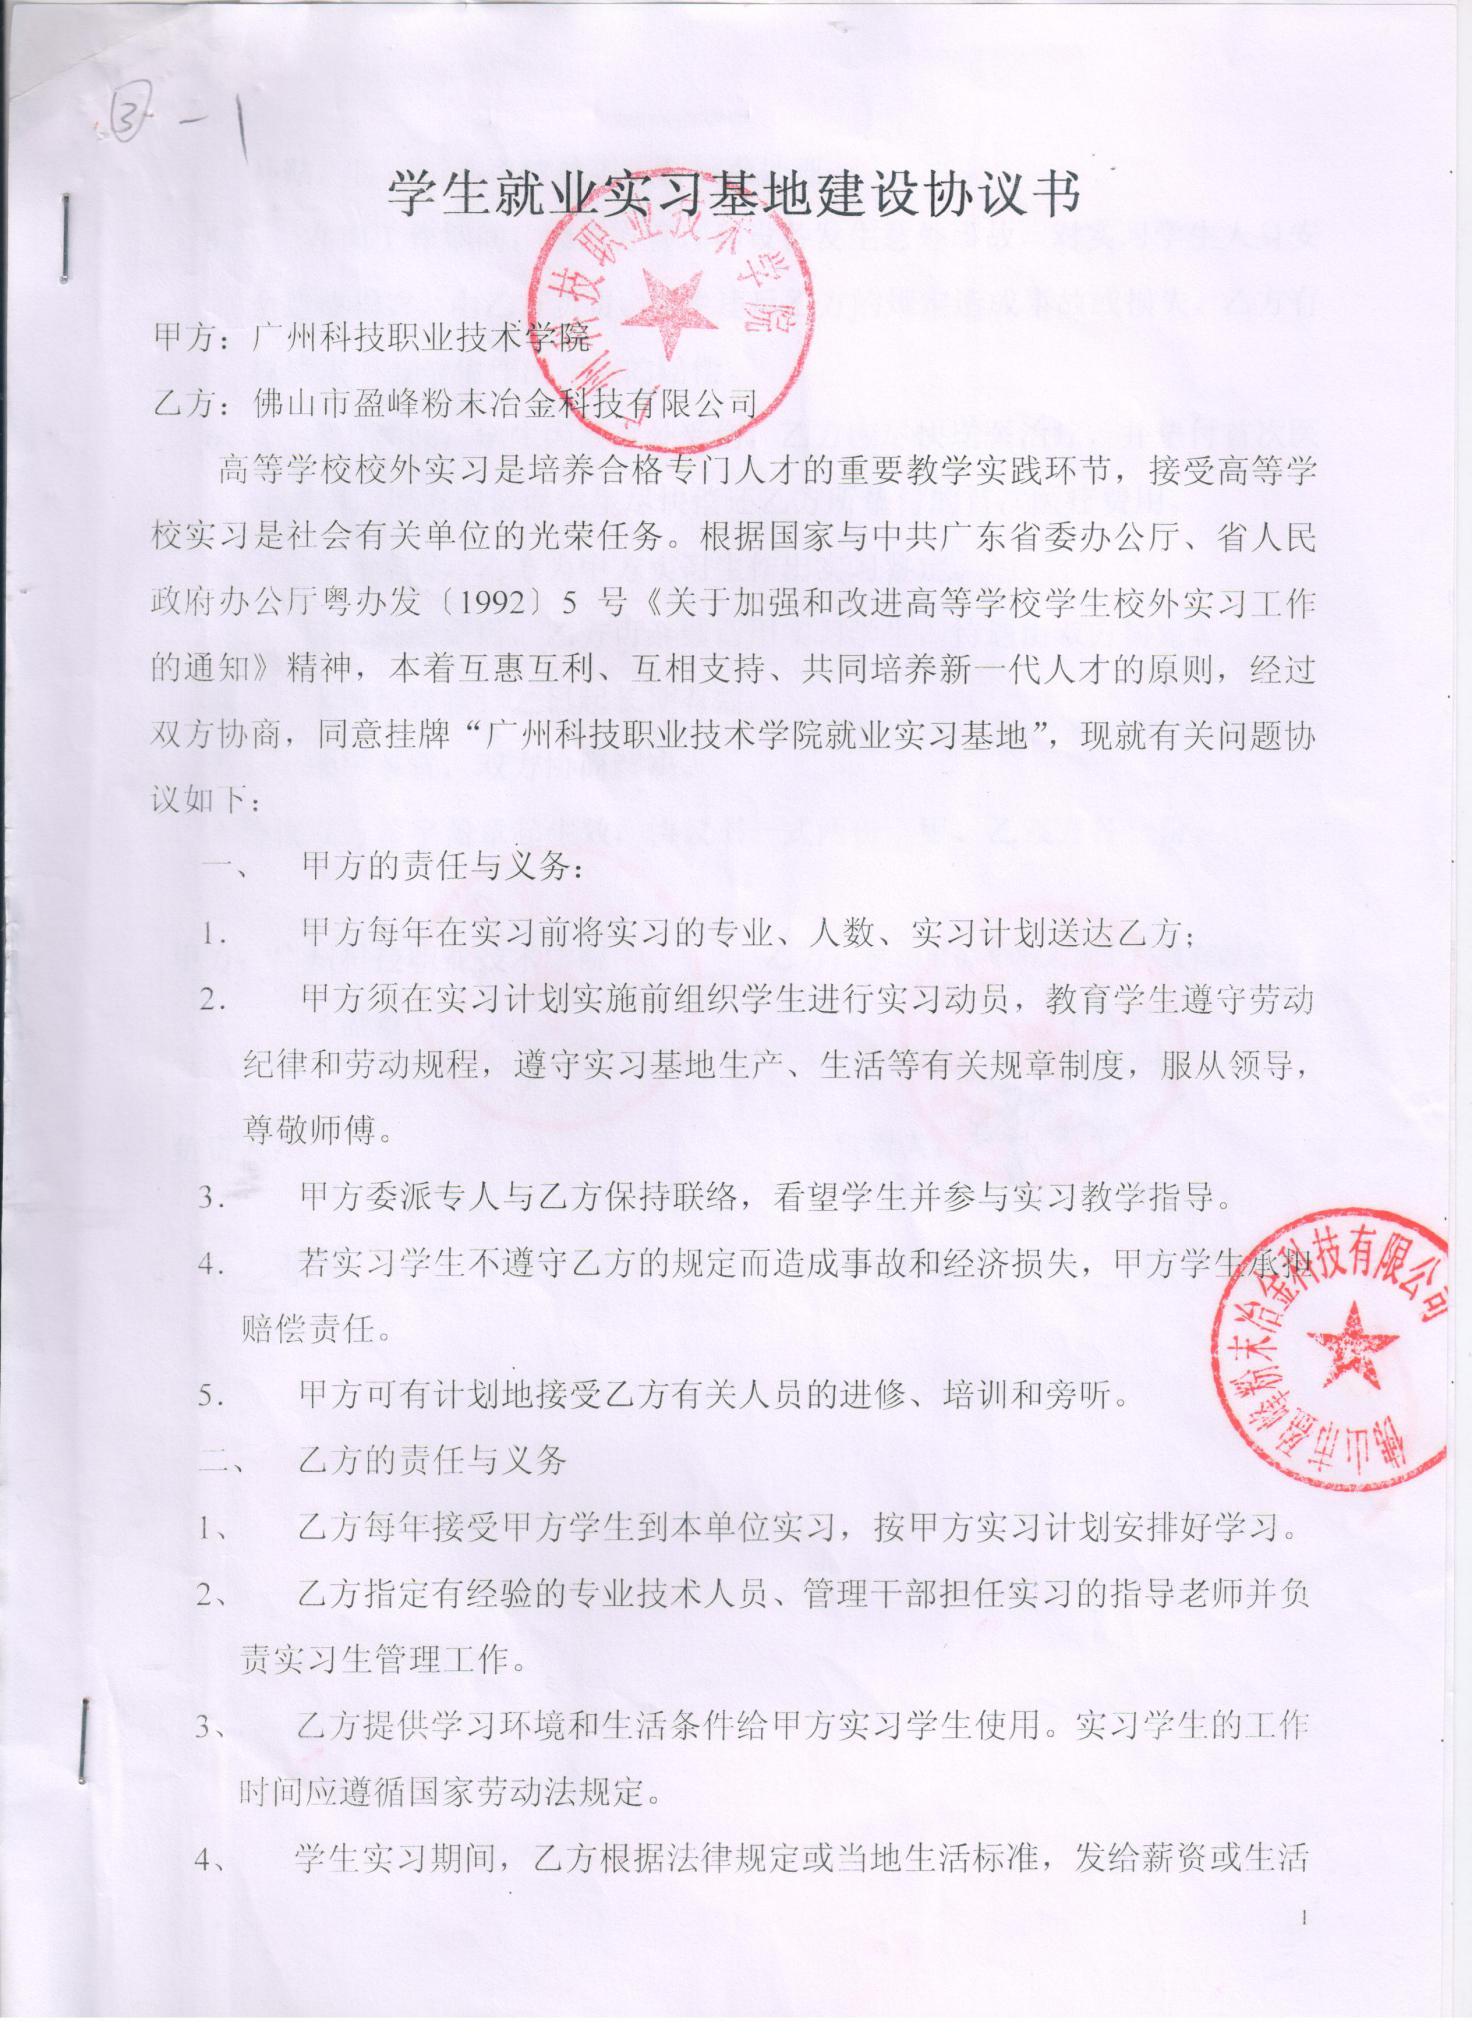 ③-1
学生就业实习基地建设协议书
广州科技职业技术学院
甲方：广州科技职业技术学院
乙方：佛山市盈峰粉末冶金科技有限公司
高等学校校外实习是培养合格专门人才的重要教学实践环节，接受高等学
校实习是社会有关单位的光荣任务。根据国家与中共广东省委办公厅、省人民
政府办公厅粤办发〔1992〕5 号《关于加强和改进高等学校学生校外实习工作
的通知》精神，本着互惠互利、互相支持、共同培养新一代人才的原则，经过
双方协商，同意挂牌“广州科技职业技术学院就业实习基地”，现就有关问题协
议如下：
一、 甲方的责任与义务：
1. 甲方每年在实习前将实习的专业、人数、实习计划送达乙方；
2. 甲方须在实习计划实施前组织学生进行实习动员，教育学生遵守劳动
纪律和劳动规程，遵守实习基地生产、生活等有关规章制度，服从领导，
尊敬师傅。
3. 甲方委派专人与乙方保持联络，看望学生并参与实习教学指导。
4. 若实习学生不遵守乙方的规定而造成事故和经济损失，甲方学生承担
赔偿责任。
5. 甲方可有计划地接受乙方有关人员的进修、培训和旁听。
佛山市盈峰粉末冶金科技有限公司
二、 乙方的责任与义务
1、 乙方每年接受甲方学生到本单位实习，按甲方实习计划安排好学习。
2、 乙方指定有经验的专业技术人员、管理干部担任实习的指导老师并负
责实习生管理工作。
3、 乙方提供学习环境和生活条件给甲方实习学生使用。实习学生的工作
时间应遵循国家劳动法规定。
4、 学生实习期间，乙方根据法律规定或当地生活标准，发给薪资或生活
1